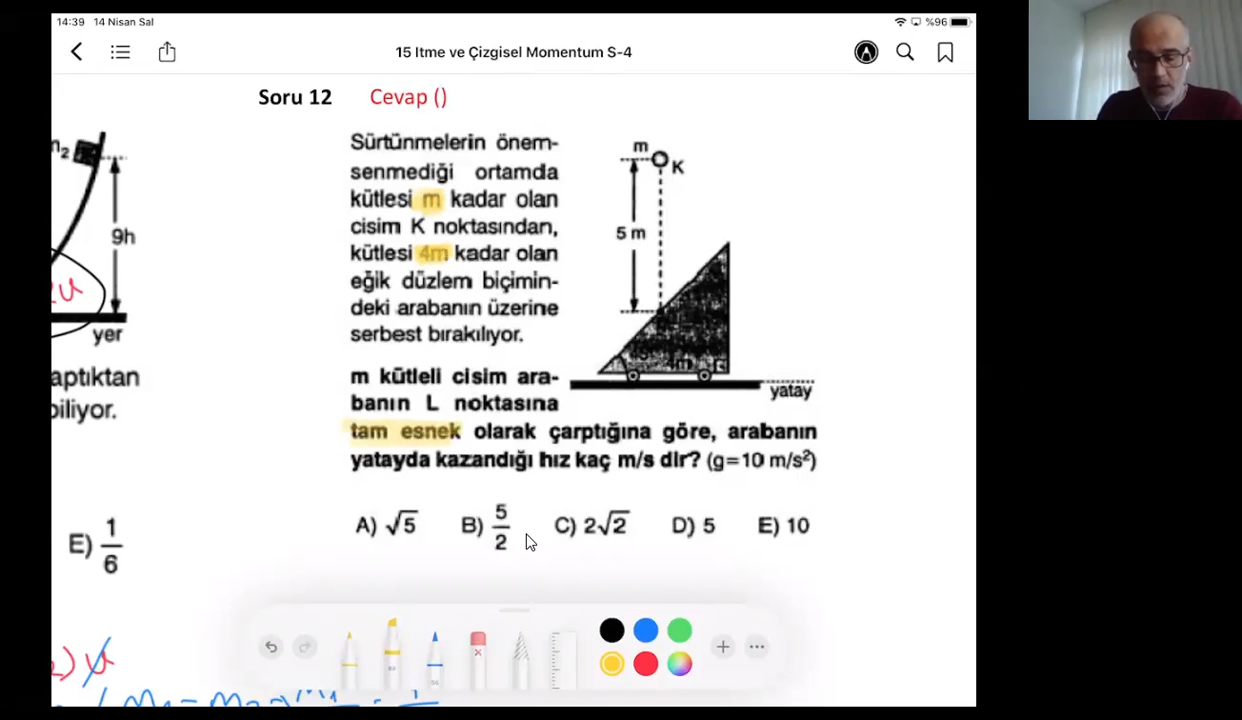 14:39 14 Nisan Sal
%96
15 Itme ve Çizgisel Momentum S-4
Soru 12 Cevap ()
9h
yer
aptıktan
biliyor.
E) 1/6
Sürtünmelerin önem-
senmediği ortamda
kütlesi m kadar olan
cisim K noktasından,
kütlesi 4m kadar olan
eğik düzlem biçimin-
deki arabanın üzerine
serbest bırakılıyor.
m
K
5 m
4m
yatay
m kütleli cisim ara-
banın L noktasına
tam esnek olarak çarptığına göre, arabanın
yatayda kazandığı hız kaç m/s dir? (g=10 m/s²)
A) √5 B) 5/2 C) 2√2 D) 5 E) 10